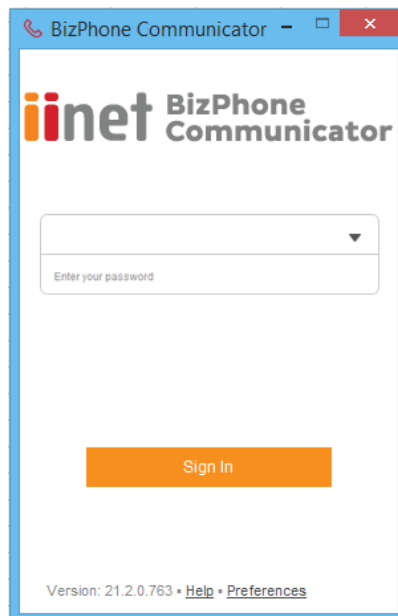 BizPhone Communicator
iinet BizPhone
Communicator
Enter your password
Sign In
Version: 21.2.0.763 • Help • Preferences